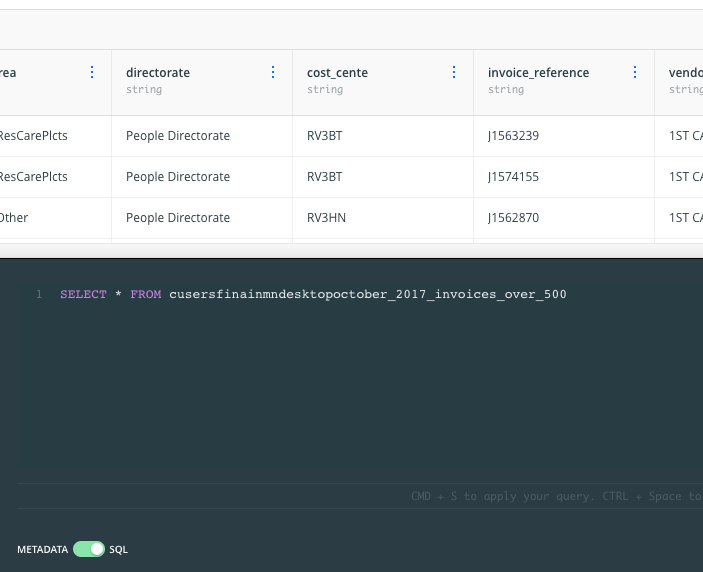 rea directorate cost_cente invoice_reference vendo
string string string string
ResCarePlcts People Directorate RV3BT J1563239 1ST CA
ResCarePlcts People Directorate RV3BT J1574155 1ST CA
Other People Directorate RV3HN J1562870 1ST CA
1 SELECT * FROM cusersfinainmndesktopoctober_2017_invoices_over_500
CMD + S to apply your query. CTRL + Space to
METADATA SQL